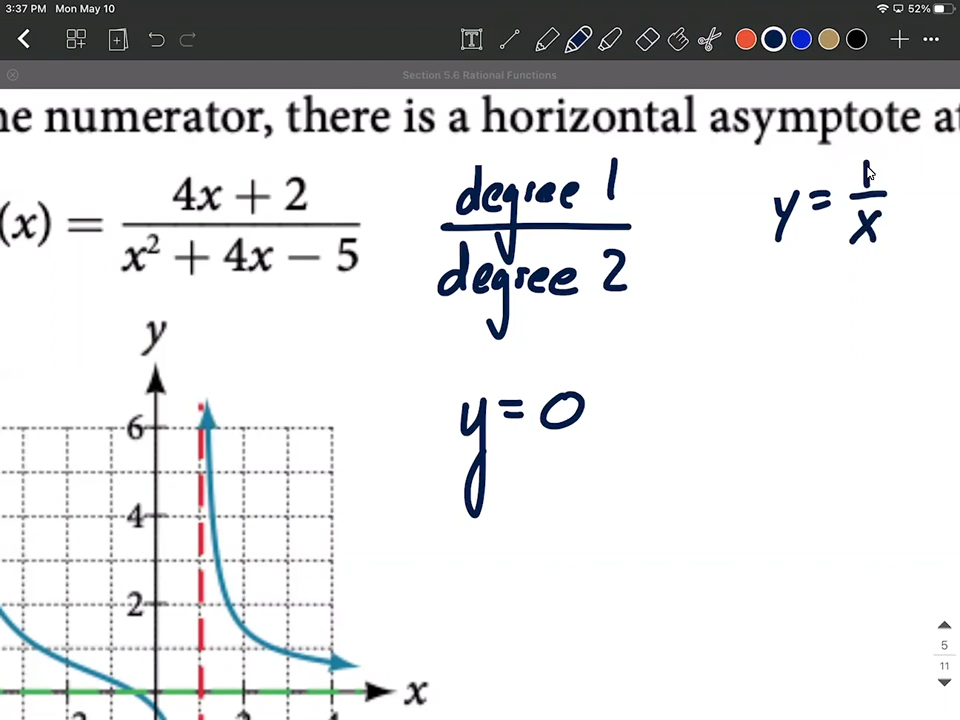 3:37 PM Mon May 10
52%
Section 5.6 Rational Functions
he numerator, there is a horizontal asymptote at
(x) = 4x + 2 / x² + 4x − 5
degree 1
degree 2
y = 1/x
y = 0
y
6
4
2
x
5
11